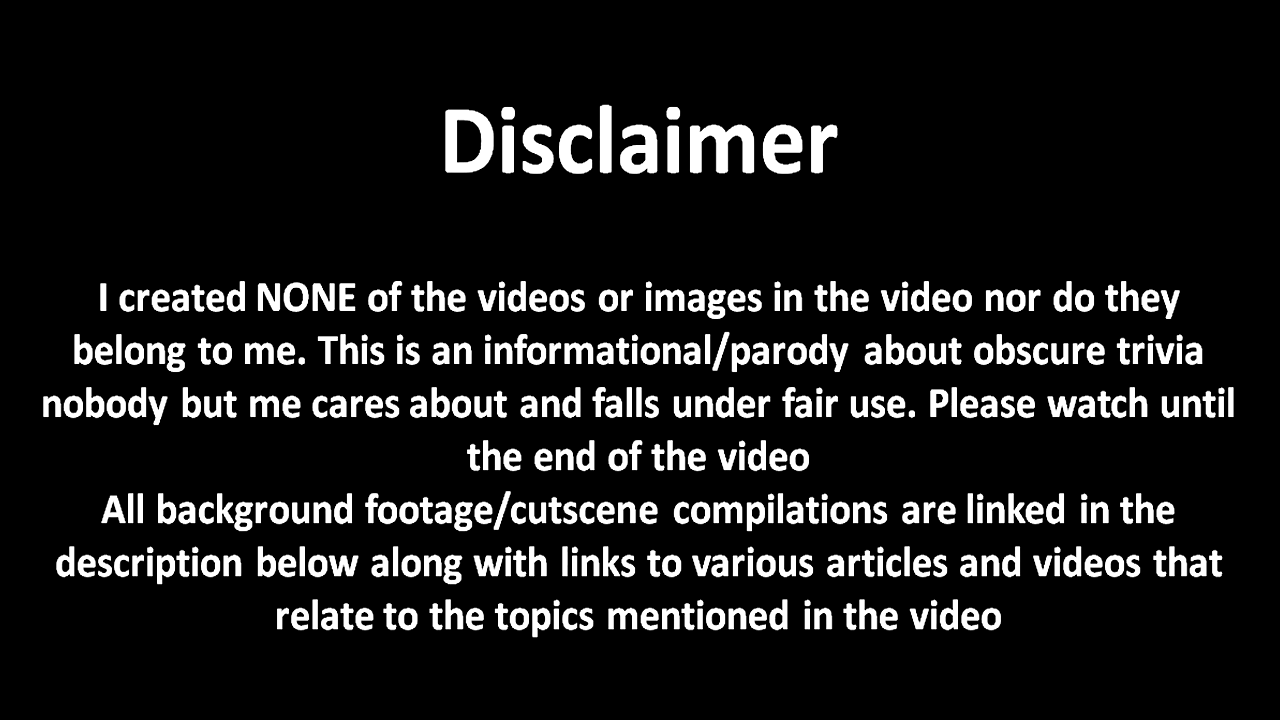 Disclaimer
I created NONE of the videos or images in the video nor do they
belong to me. This is an informational/parody about obscure trivia
nobody but me cares about and falls under fair use. Please watch until
the end of the video
All background footage/cutscene compilations are linked in the
description below along with links to various articles and videos that
relate to the topics mentioned in the video